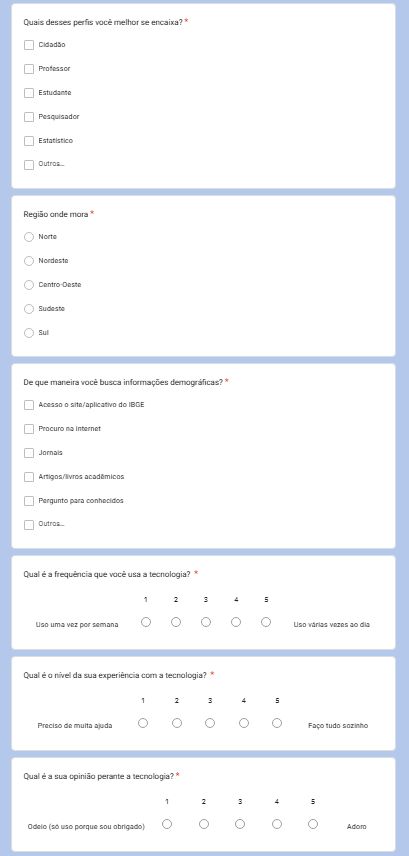 Quais desses perfis você melhor se encaixa? *
Cidadão
Professor
Estudante
Pesquisador
Estatístico
Outros...
Região onde mora *
Norte
Nordeste
Centro-Oeste
Sudeste
Sul
De que maneira você busca informações demográficas? *
Acesso o site/aplicativo do IBGE
Procuro na internet
Jornais
Artigos/livros acadêmicos
Pergunto para conhecidos
Outros...
Qual é a frequência que você usa a tecnologia? *
1 2 3 4 5
Uso uma vez por semana Uso várias vezes ao dia
Qual é o nível da sua experiência com a tecnologia? *
1 2 3 4 5
Preciso de muita ajuda Faço tudo sozinho
Qual é a sua opinião perante a tecnologia? *
1 2 3 4 5
Odeio (só uso porque sou obrigado) Adoro